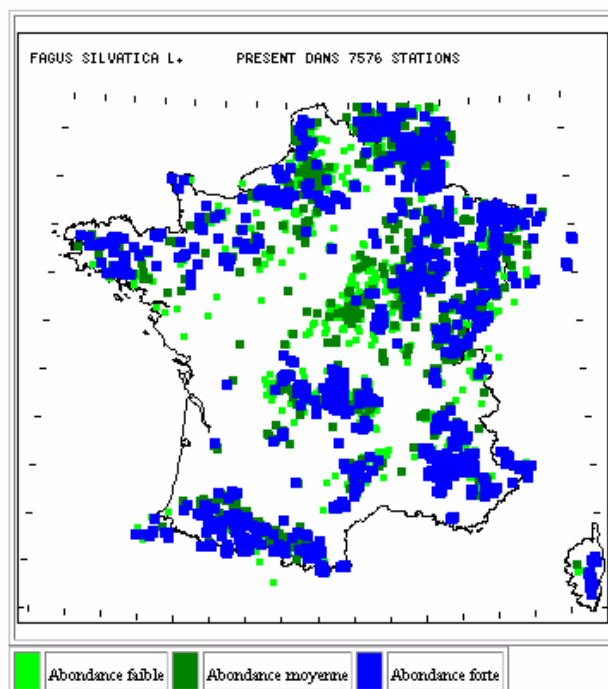 FAGUS SILVATICA L. PRESENT DANS 7576 STATIONS
Abondance faible Abondance moyenne Abondance forte